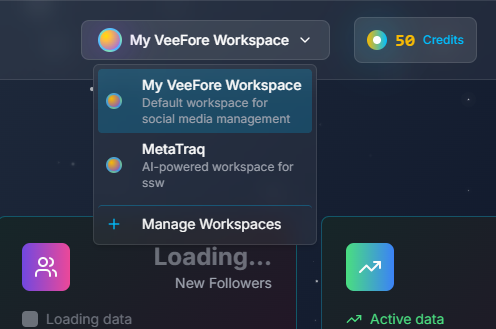 My VeeFore Workspace
50 Credits
My VeeFore Workspace
Default workspace for
social media management
MetaTraq
AI-powered workspace for
ssw
+ Manage Workspaces
Loading...
New Followers
Loading data
Active data